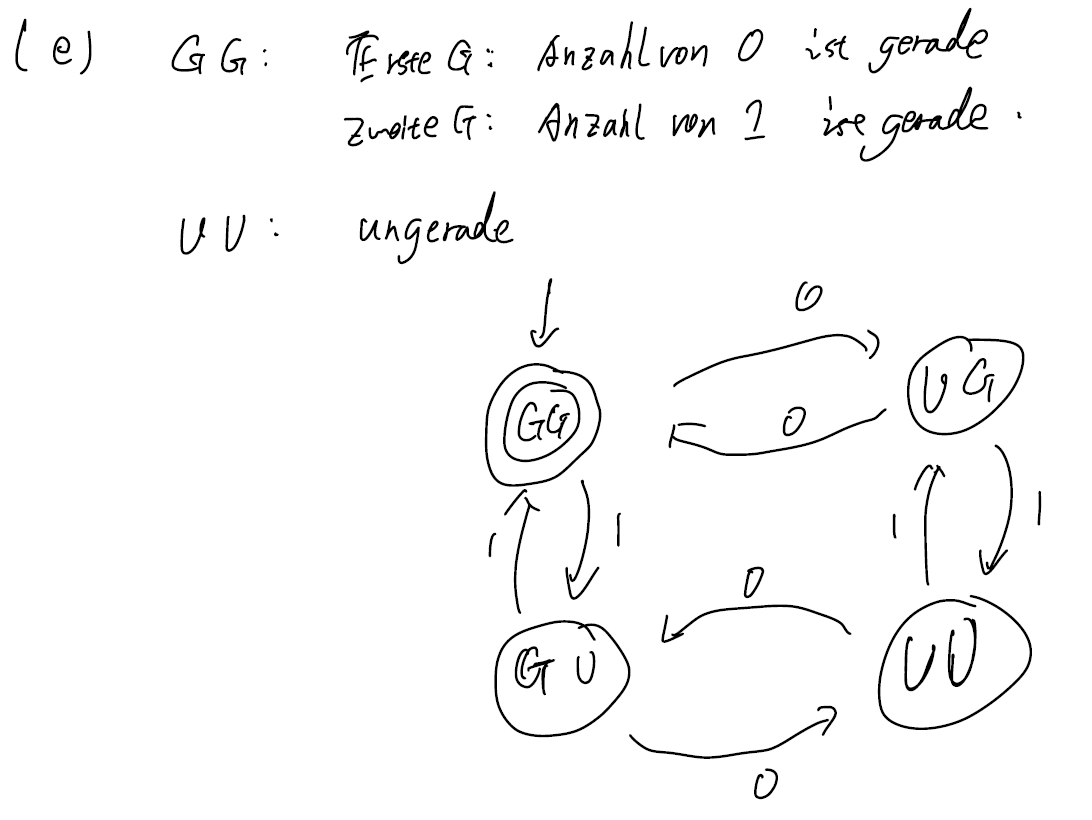 (e) GG: Erste G: Anzahl von 0 ist gerade
Zweite G: Anzahl von 1 ist gerade.
UU: ungerade
0
GG
0
UG
1
1
1
1
0
GU
UU
0